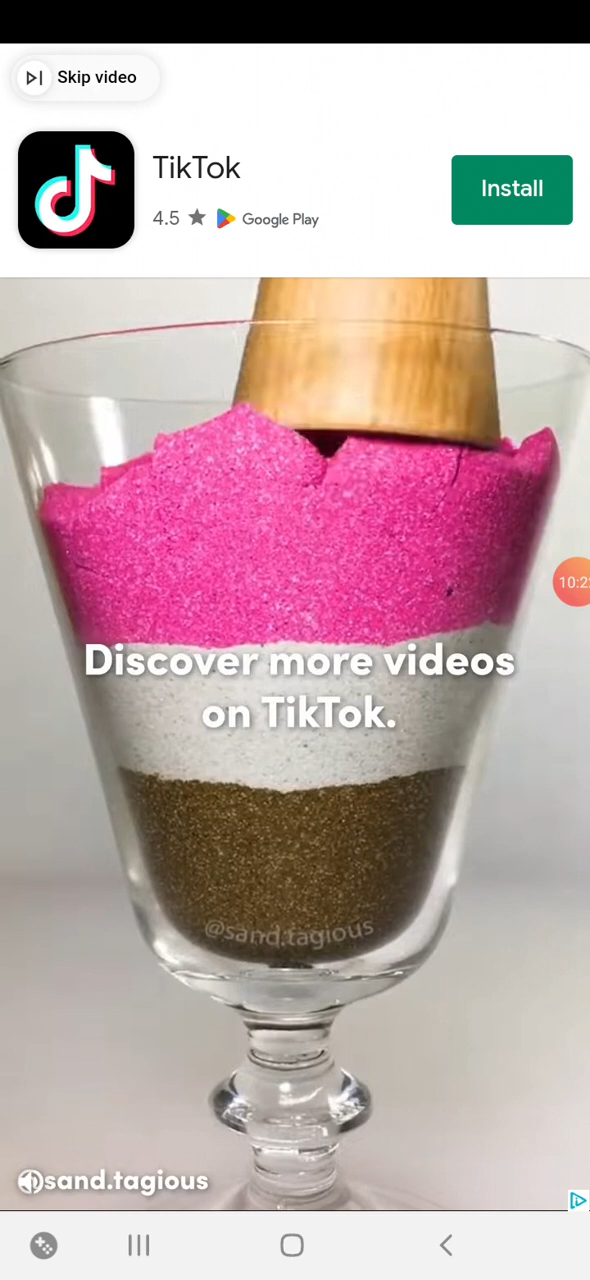 Skip video
TikTok
Install
4.5 ★ Google Play
Discover more videos
on TikTok.
@sand.tagious
@sand.tagious